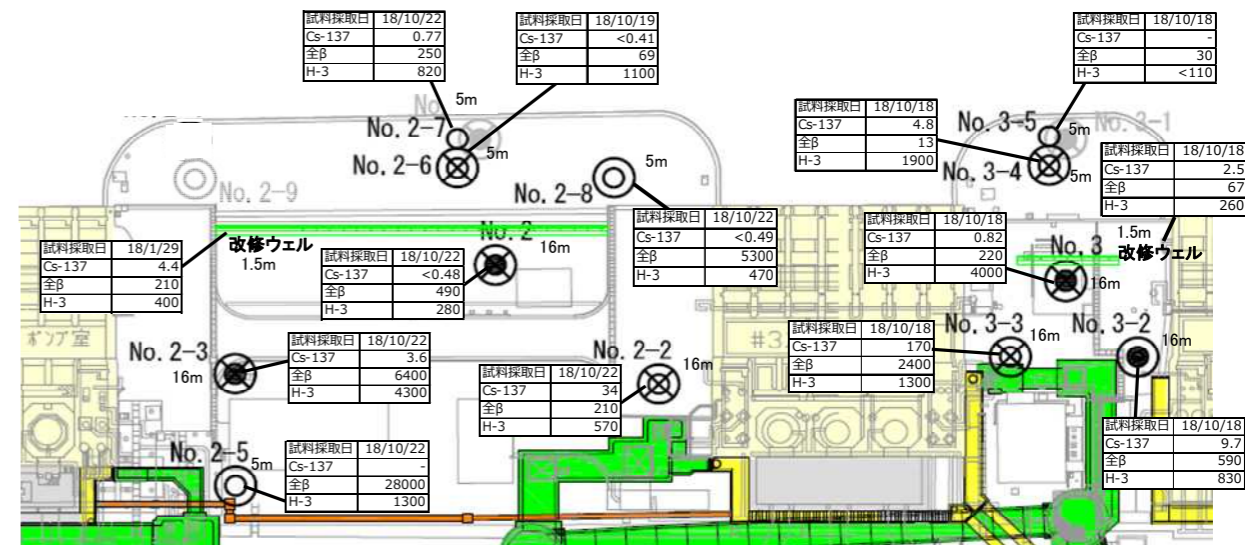 試料採取日 18/10/22
Cs-137 0.77
全β 250
H-3 820
試料採取日 18/10/19
Cs-137 <0.41
全β 69
H-3 1100
試料採取日 18/10/18
Cs-137 -
全β 30
H-3 <110
No 5m
No. 2-7
No. 2-6 5m
No. 2-8 5m
No. 2-9
試料採取日 18/10/18
Cs-137 4.8
全β 13
H-3 1900
No. 3-5 5m No. 3-1
No. 3-4 5m
試料採取日 18/10/18
Cs-137 2.5
全β 67
H-3 260
試料採取日 18/1/29
Cs-137 4.4
全β 210
H-3 400
改修ウェル
1.5m
No. 2 16m
試料採取日 18/10/22
Cs-137 <0.48
全β 490
H-3 280
試料採取日 18/10/22
Cs-137 <0.49
全β 5300
H-3 470
試料採取日 18/10/18
Cs-137 0.82
全β 220
H-3 4000
No. 3 16m
1.5m
改修ウェル
ポンプ室
No. 2-3
16m
試料採取日 18/10/22
Cs-137 3.6
全β 6400
H-3 4300
No. 2-2
16m
試料採取日 18/10/22
Cs-137 34
全β 210
H-3 570
#3
試料採取日 18/10/18
Cs-137 170
全β 2400
H-3 1300
No. 3-3
16m
No. 3-2
16m
試料採取日 18/10/18
Cs-137 9.7
全β 590
H-3 830
No. 2-5 5m
試料採取日 18/10/22
Cs-137 -
全β 28000
H-3 1300